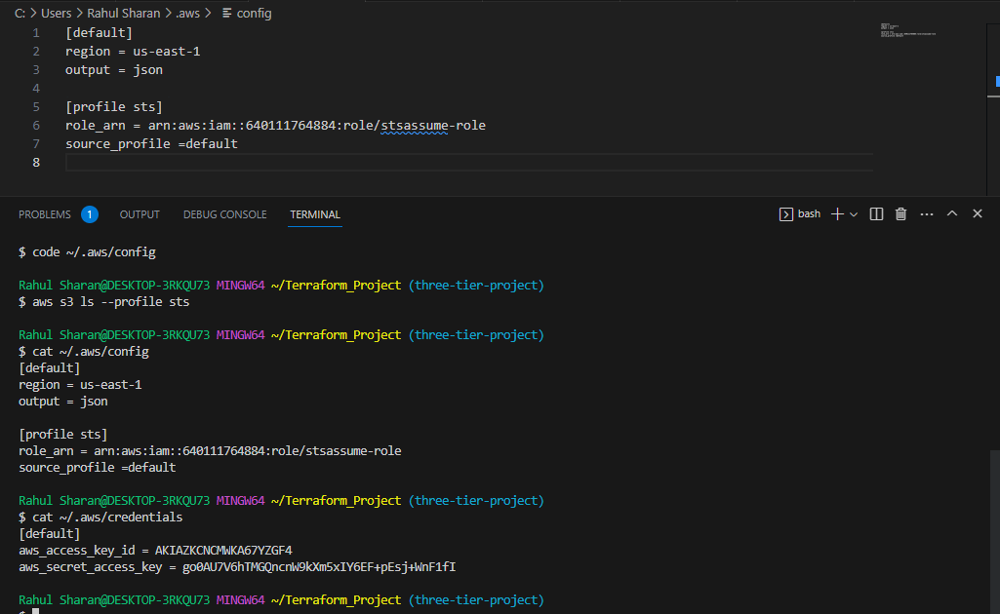 C: > Users > Rahul Sharan > .aws > config
1 [default]
2 region = us-east-1
3 output = json
4
5 [profile sts]
6 role_arn = arn:aws:iam::640111764884:role/stsassume-role
7 source_profile =default
8
PROBLEMS 1 OUTPUT DEBUG CONSOLE TERMINAL bash
$ code ~/.aws/config
Rahul Sharan@DESKTOP-3RKQU73 MINGW64 ~/Terraform_Project (three-tier-project)
$ aws s3 ls --profile sts
Rahul Sharan@DESKTOP-3RKQU73 MINGW64 ~/Terraform_Project (three-tier-project)
$ cat ~/.aws/config
[default]
region = us-east-1
output = json
[profile sts]
role_arn = arn:aws:iam::640111764884:role/stsassume-role
source_profile =default
Rahul Sharan@DESKTOP-3RKQU73 MINGW64 ~/Terraform_Project (three-tier-project)
$ cat ~/.aws/credentials
[default]
aws_access_key_id = AKIAZKCNCMWKA67YZGF4
aws_secret_access_key = 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
Rahul Sharan@DESKTOP-3RKQU73 MINGW64 ~/Terraform_Project (three-tier-project)
$